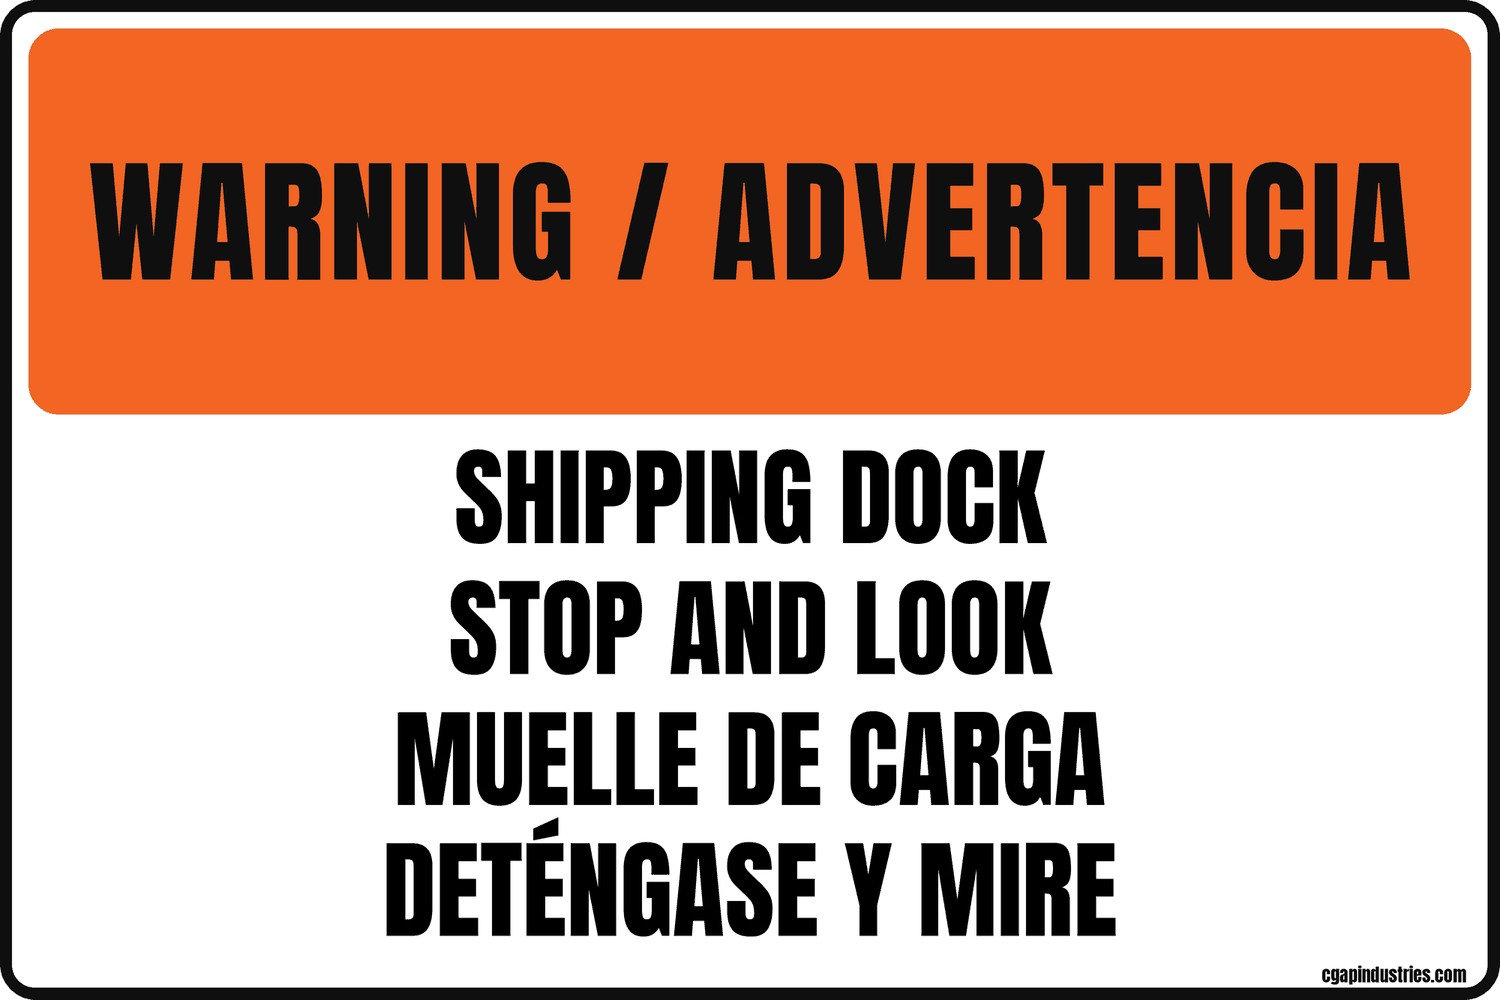 WARNING / ADVERTENCIA
SHIPPING DOCK
STOP AND LOOK
MUELLE DE CARGA
DETÉNGASE Y MIRE
cgapindustries.com